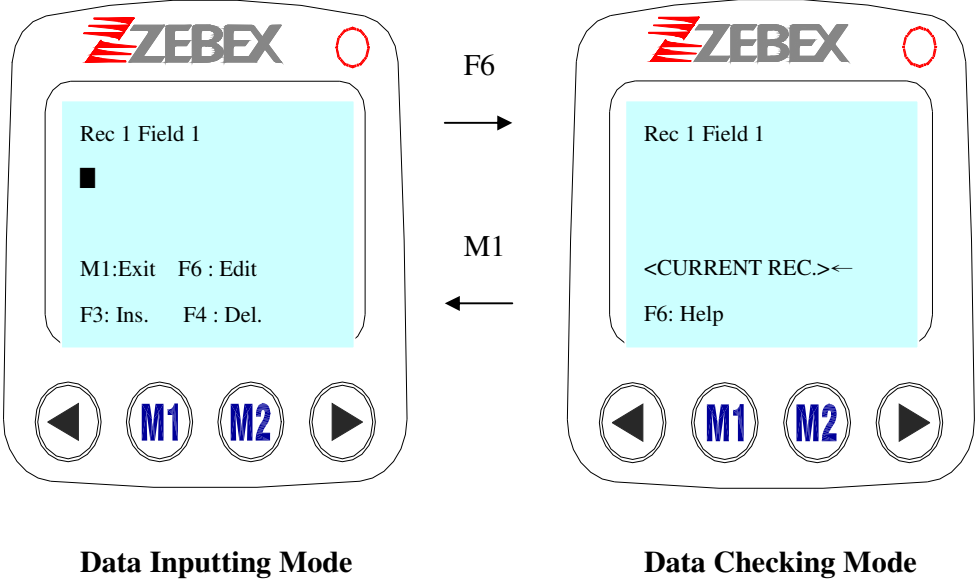 ZEBEX
Rec 1 Field 1
M1:Exit F6 : Edit
F3: Ins. F4 : Del.
M1 M2
Data Inputting Mode
F6
M1
ZEBEX
Rec 1 Field 1
<CURRENT REC.>←
F6: Help
M1 M2
Data Checking Mode